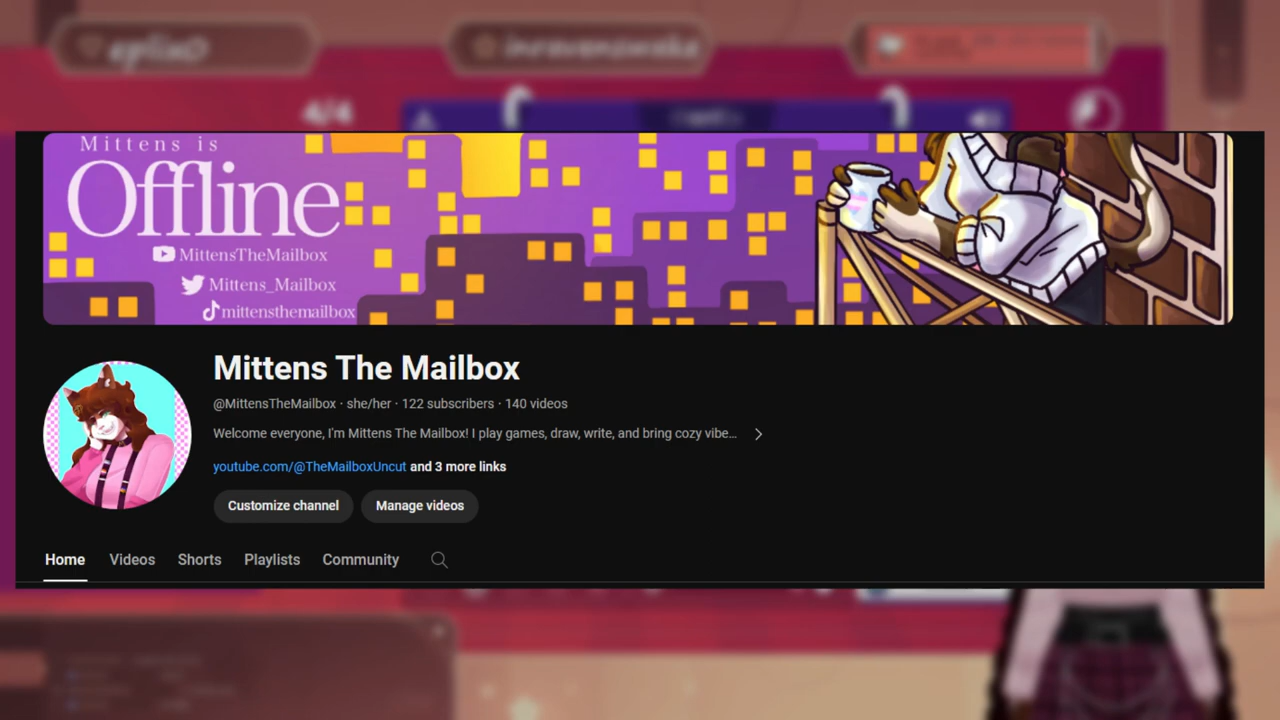 4/4
Mittens is
Offline
MittensTheMailbox
Mittens_Mailbox
mittensthemailbox
Mittens The Mailbox
@MittensTheMailbox · she/her · 122 subscribers · 140 videos
Welcome everyone, I'm Mittens The Mailbox! I play games, draw, write, and bring cozy vibe...
youtube.com/@TheMailboxUncut and 3 more links
Customize channel Manage videos
Home Videos Shorts Playlists Community